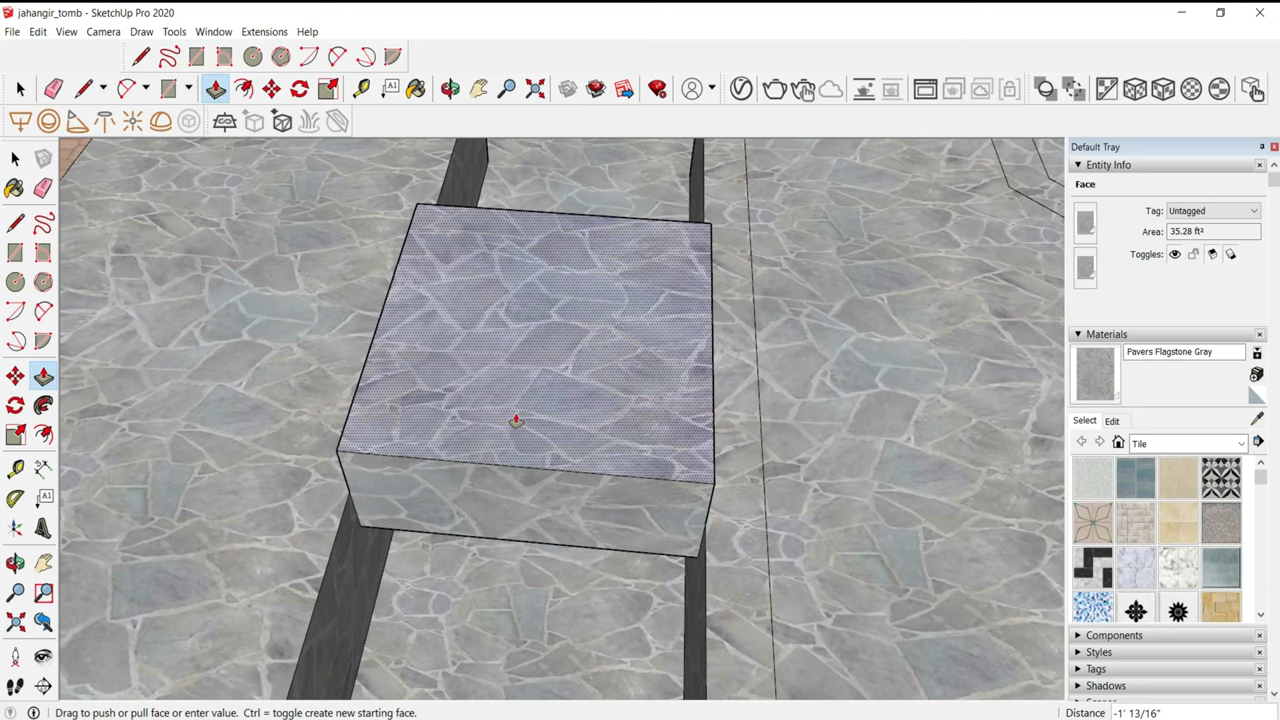 jahangir_tomb - SketchUp Pro 2020
File Edit View Camera Draw Tools Window Extensions Help
A1
Default Tray
Entity Info
Face
Tag: Untagged
Area: 35.28 ft²
Toggles:
Materials
Pavers Flagstone Gray
Select Edit
Tile
A1
Components
Styles
Tags
Shadows
Drag to push or pull face or enter value. Ctrl = toggle create new starting face.
Distance -1' 13/16"